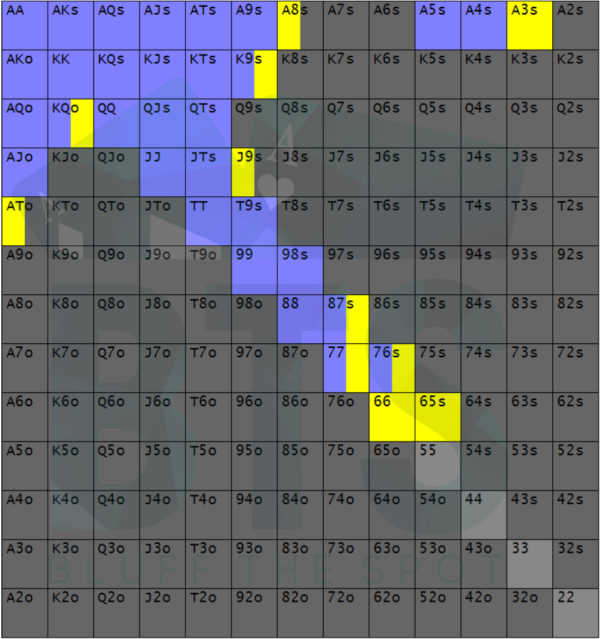 AA AKs AQs AJs ATs A9s A8s A7s A6s A5s A4s A3s A2s
AKo KK KQs KJs KTs K9s K8s K7s K6s K5s K4s K3s K2s
AQo KQo QQ QJs QTs Q9s Q8s Q7s Q6s Q5s Q4s Q3s Q2s
AJo KJo QJo JJ JTs J9s J8s J7s J6s J5s J4s J3s J2s
ATo KTo QTo JTo TT T9s T8s T7s T6s T5s T4s T3s T2s
A9o K9o Q9o J9o T9o 99 98s 97s 96s 95s 94s 93s 92s
A8o K8o Q8o J8o T8o 98o 88 87s 86s 85s 84s 83s 82s
A7o K7o Q7o J7o T7o 97o 87o 77 76s 75s 74s 73s 72s
A6o K6o Q6o J6o T6o 96o 86o 76o 66 65s 64s 63s 62s
A5o K5o Q5o J5o T5o 95o 85o 75o 65o 55 54s 53s 52s
A4o K4o Q4o J4o T4o 94o 84o 74o 64o 54o 44 43s 42s
A3o K3o Q3o J3o T3o 93o 83o 73o 63o 53o 43o 33 32s
A2o K2o Q2o J2o T2o 92o 82o 72o 62o 52o 42o 32o 22
A
BTS
BLUFF THE SPOT